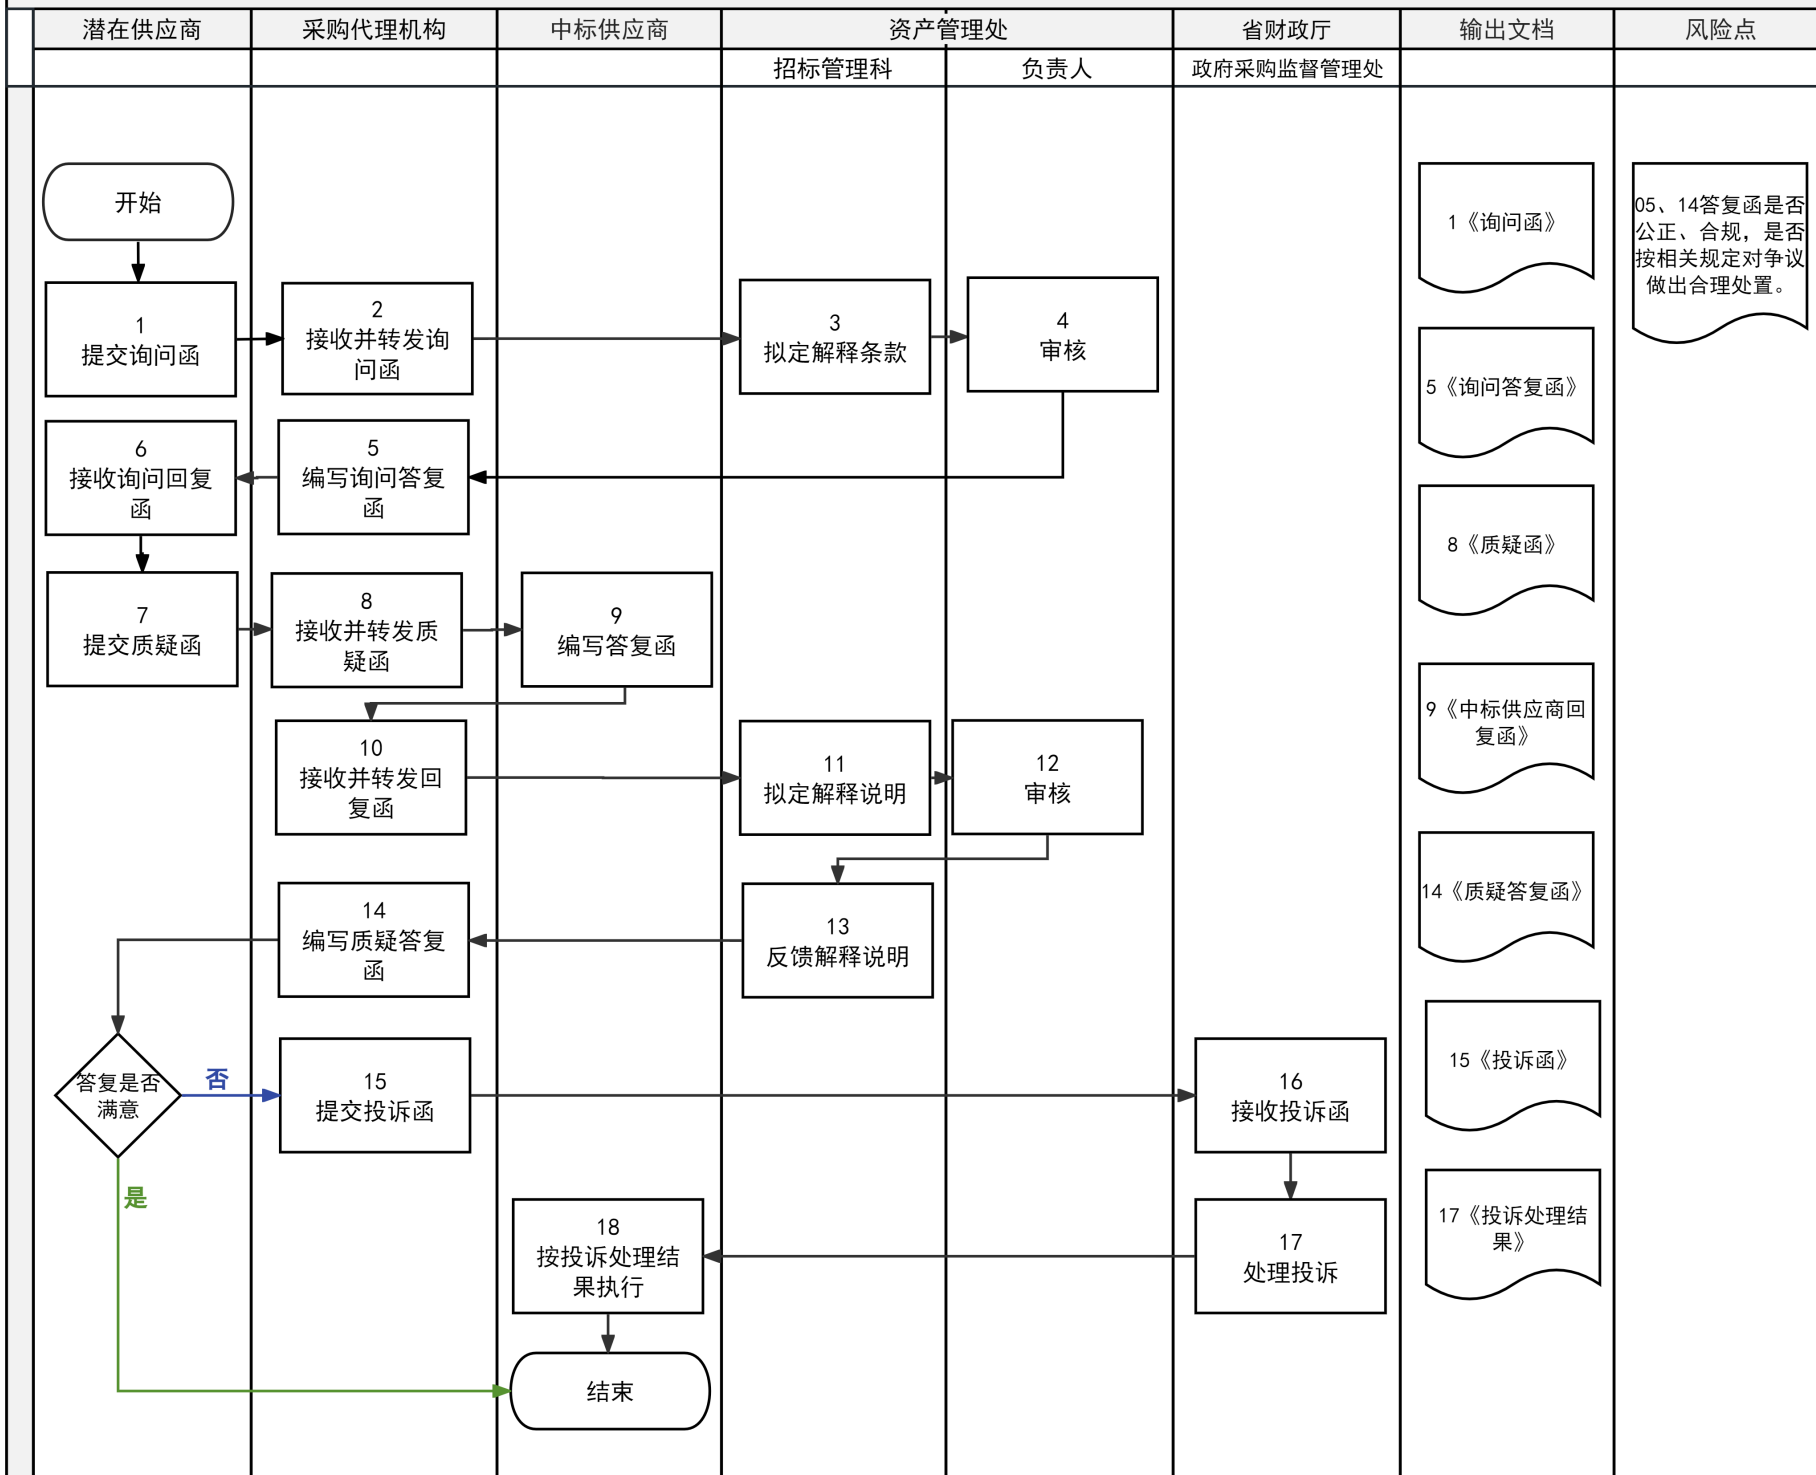 潜在供应商
采购代理机构
中标供应商
资产管理处
省财政厅
输出文档
风险点
招标管理科
负责人
政府采购监督管理处
开始
1
提交询问函
2
接收并转发询
问函
3
拟定解释条款
4
审核
6
接收询问回复
函
5
编写询问答复
函
7
提交质疑函
8
接收并转发质
疑函
9
编写答复函
10
接收并转发回
复函
11
拟定解释说明
12
审核
14
编写质疑答复
函
13
反馈解释说明
答复是否
满意
否
是
15
提交投诉函
16
接收投诉函
18
按投诉处理结
果执行
17
处理投诉
结束
1《询问函》
5《询问答复函》
8《质疑函》
9《中标供应商回
复函》
14《质疑答复函》
15《投诉函》
17《投诉处理结
果》
05、14答复函是否
公正、合规，是否
按相关规定对争议
做出合理处置。